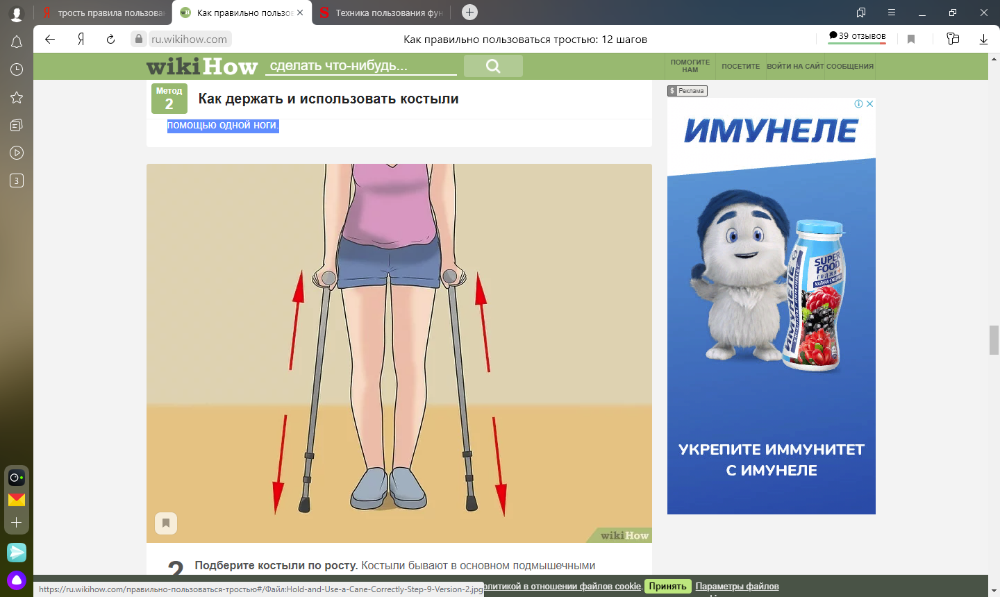 трость правила пользован
Как правильно пользов
Техника пользования фун
ru.wikihow.com
Как правильно пользоваться тростью: 12 шагов
39 отзывов
wikiHow
сделать что-нибудь...
ПОМОГИТЕ
НАМ
ПОСЕТИТЕ
ВОЙТИ НА САЙТ
СООБЩЕНИЯ
Метод
2
Как держать и использовать костыли
помощью одной ноги.
$ Реклама
ИМУНЕЛЕ
SUPER
FOOD
ГОДЖИ
ИМУНЕЛЕ
УКРЕПИТЕ ИММУНИТЕТ
С ИМУНЕЛЕ
3
wikiHow
2
Подберите костыли по росту. Костыли бывают в основном подмышечными
олитикой в отношении файлов cookie.
Принять
Параметры файлов
https://ru.wikihow.com/правильно-пользоваться-тростью#/Файл:Hold-and-Use-a-Cane-Correctly-Step-9-Version-2.jpg